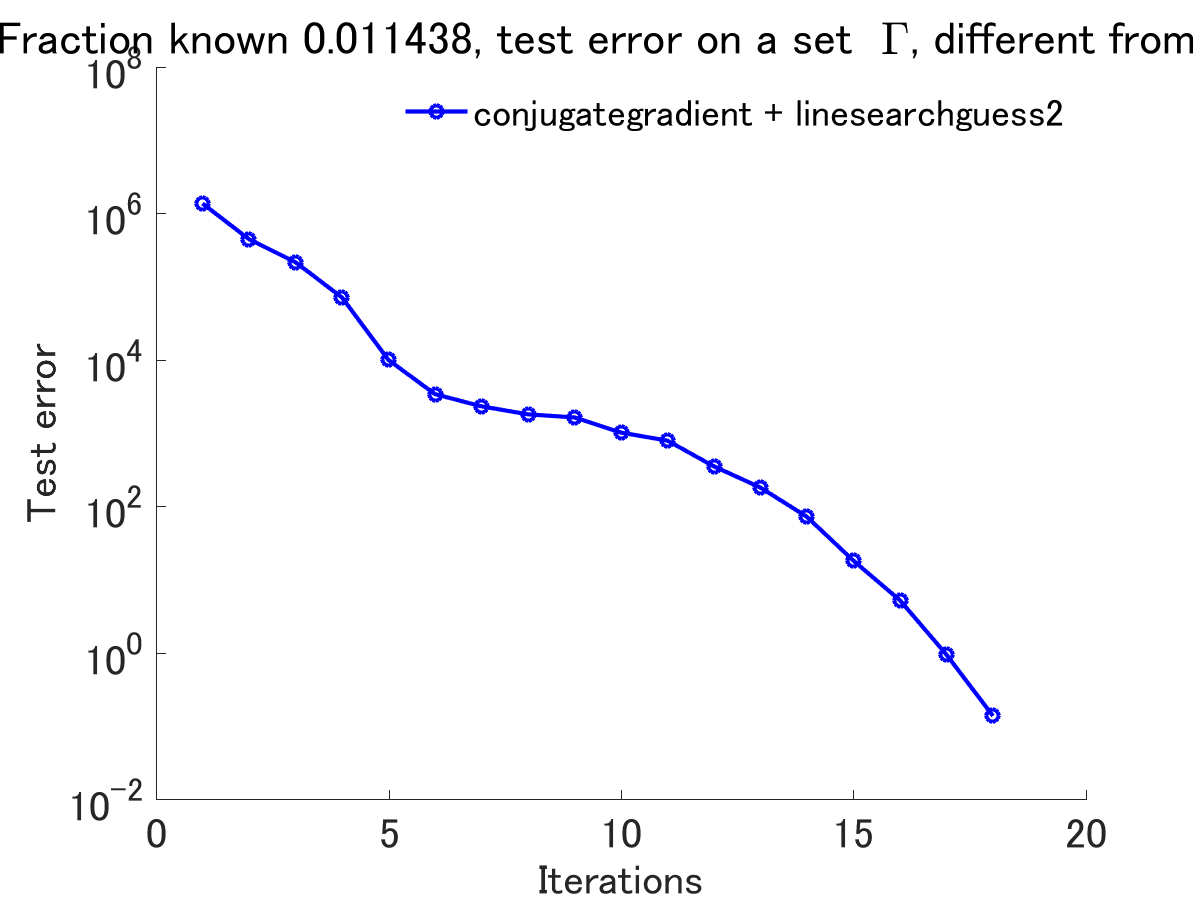 Fraction known 0.011438, test error on a set Γ, different from
conjugategradient + linesearchguess2
10^8
10^6
10^4
10^2
10^0
10^-2
Test error
0 5 10 15 20
Iterations